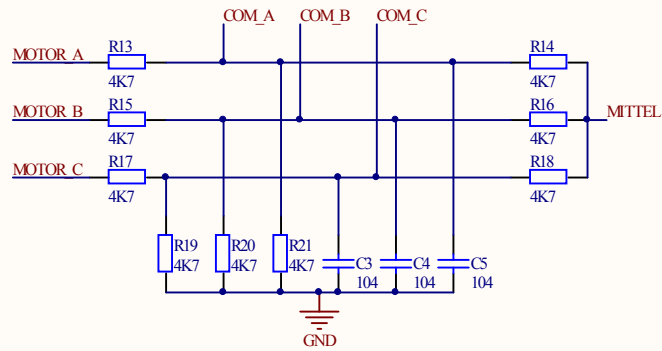 COM_A COM_B COM_C
MOTOR_A R13 R14
4K7 4K7
MOTOR_B R15 R16 MITTEL
4K7 4K7
MOTOR_C R17 R18
4K7 4K7
R19 R20 R21 C3 C4 C5
4K7 4K7 4K7 104 104 104
GND